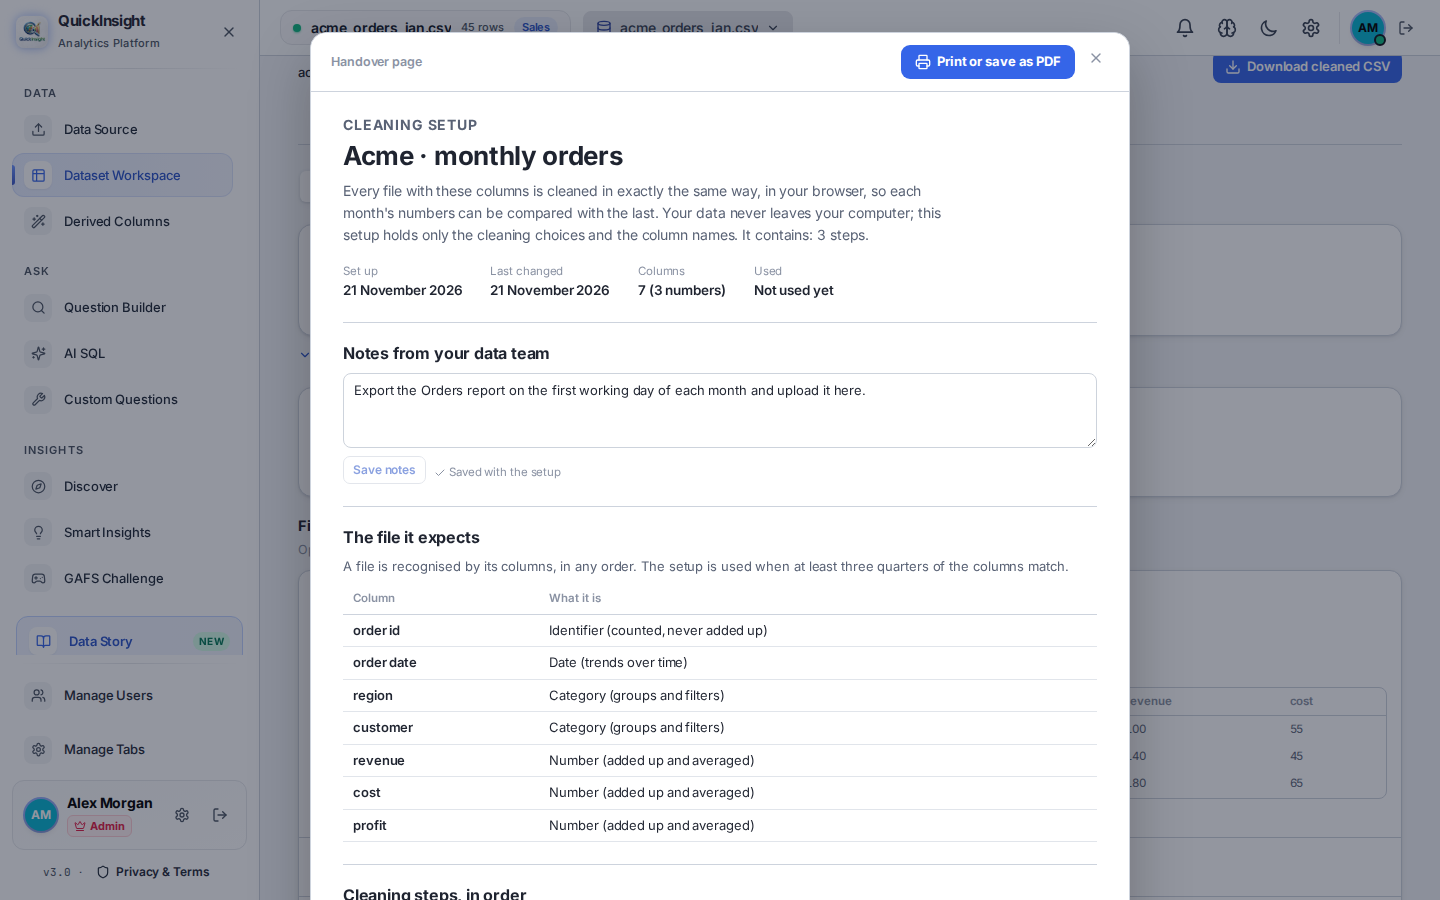 QuickInsight
Analytics Platform
DATA
Data Source
Dataset Workspace
Derived Columns
ASK
Question Builder
AI SQL
Custom Questions
INSIGHTS
Discover
Smart Insights
GAFS Challenge
Data Story
NEW
Manage Users
Manage Tabs
AM
Alex Morgan
Admin
v3.0 ·
Privacy & Terms
acme_orders_jan.csv
45 rows
Sales
acme_orders_jan.csv
AM
Download cleaned CSV
Handover page
Print or save as PDF
CLEANING SETUP
Acme · monthly orders
Every file with these columns is cleaned in exactly the same way, in your browser, so each
month's numbers can be compared with the last. Your data never leaves your computer; this
setup holds only the cleaning choices and the column names. It contains: 3 steps.
Set up
21 November 2026
Last changed
21 November 2026
Columns
7 (3 numbers)
Used
Not used yet
Notes from your data team
Export the Orders report on the first working day of each month and upload it here.
Save notes
Saved with the setup
The file it expects
A file is recognised by its columns, in any order. The setup is used when at least three quarters of the columns match.
Column What it is
order id Identifier (counted, never added up)
order date Date (trends over time)
region Category (groups and filters)
customer Category (groups and filters)
revenue Number (added up and averaged)
cost Number (added up and averaged)
profit Number (added up and averaged)
Cleaning steps, in order
cost
55
45
65